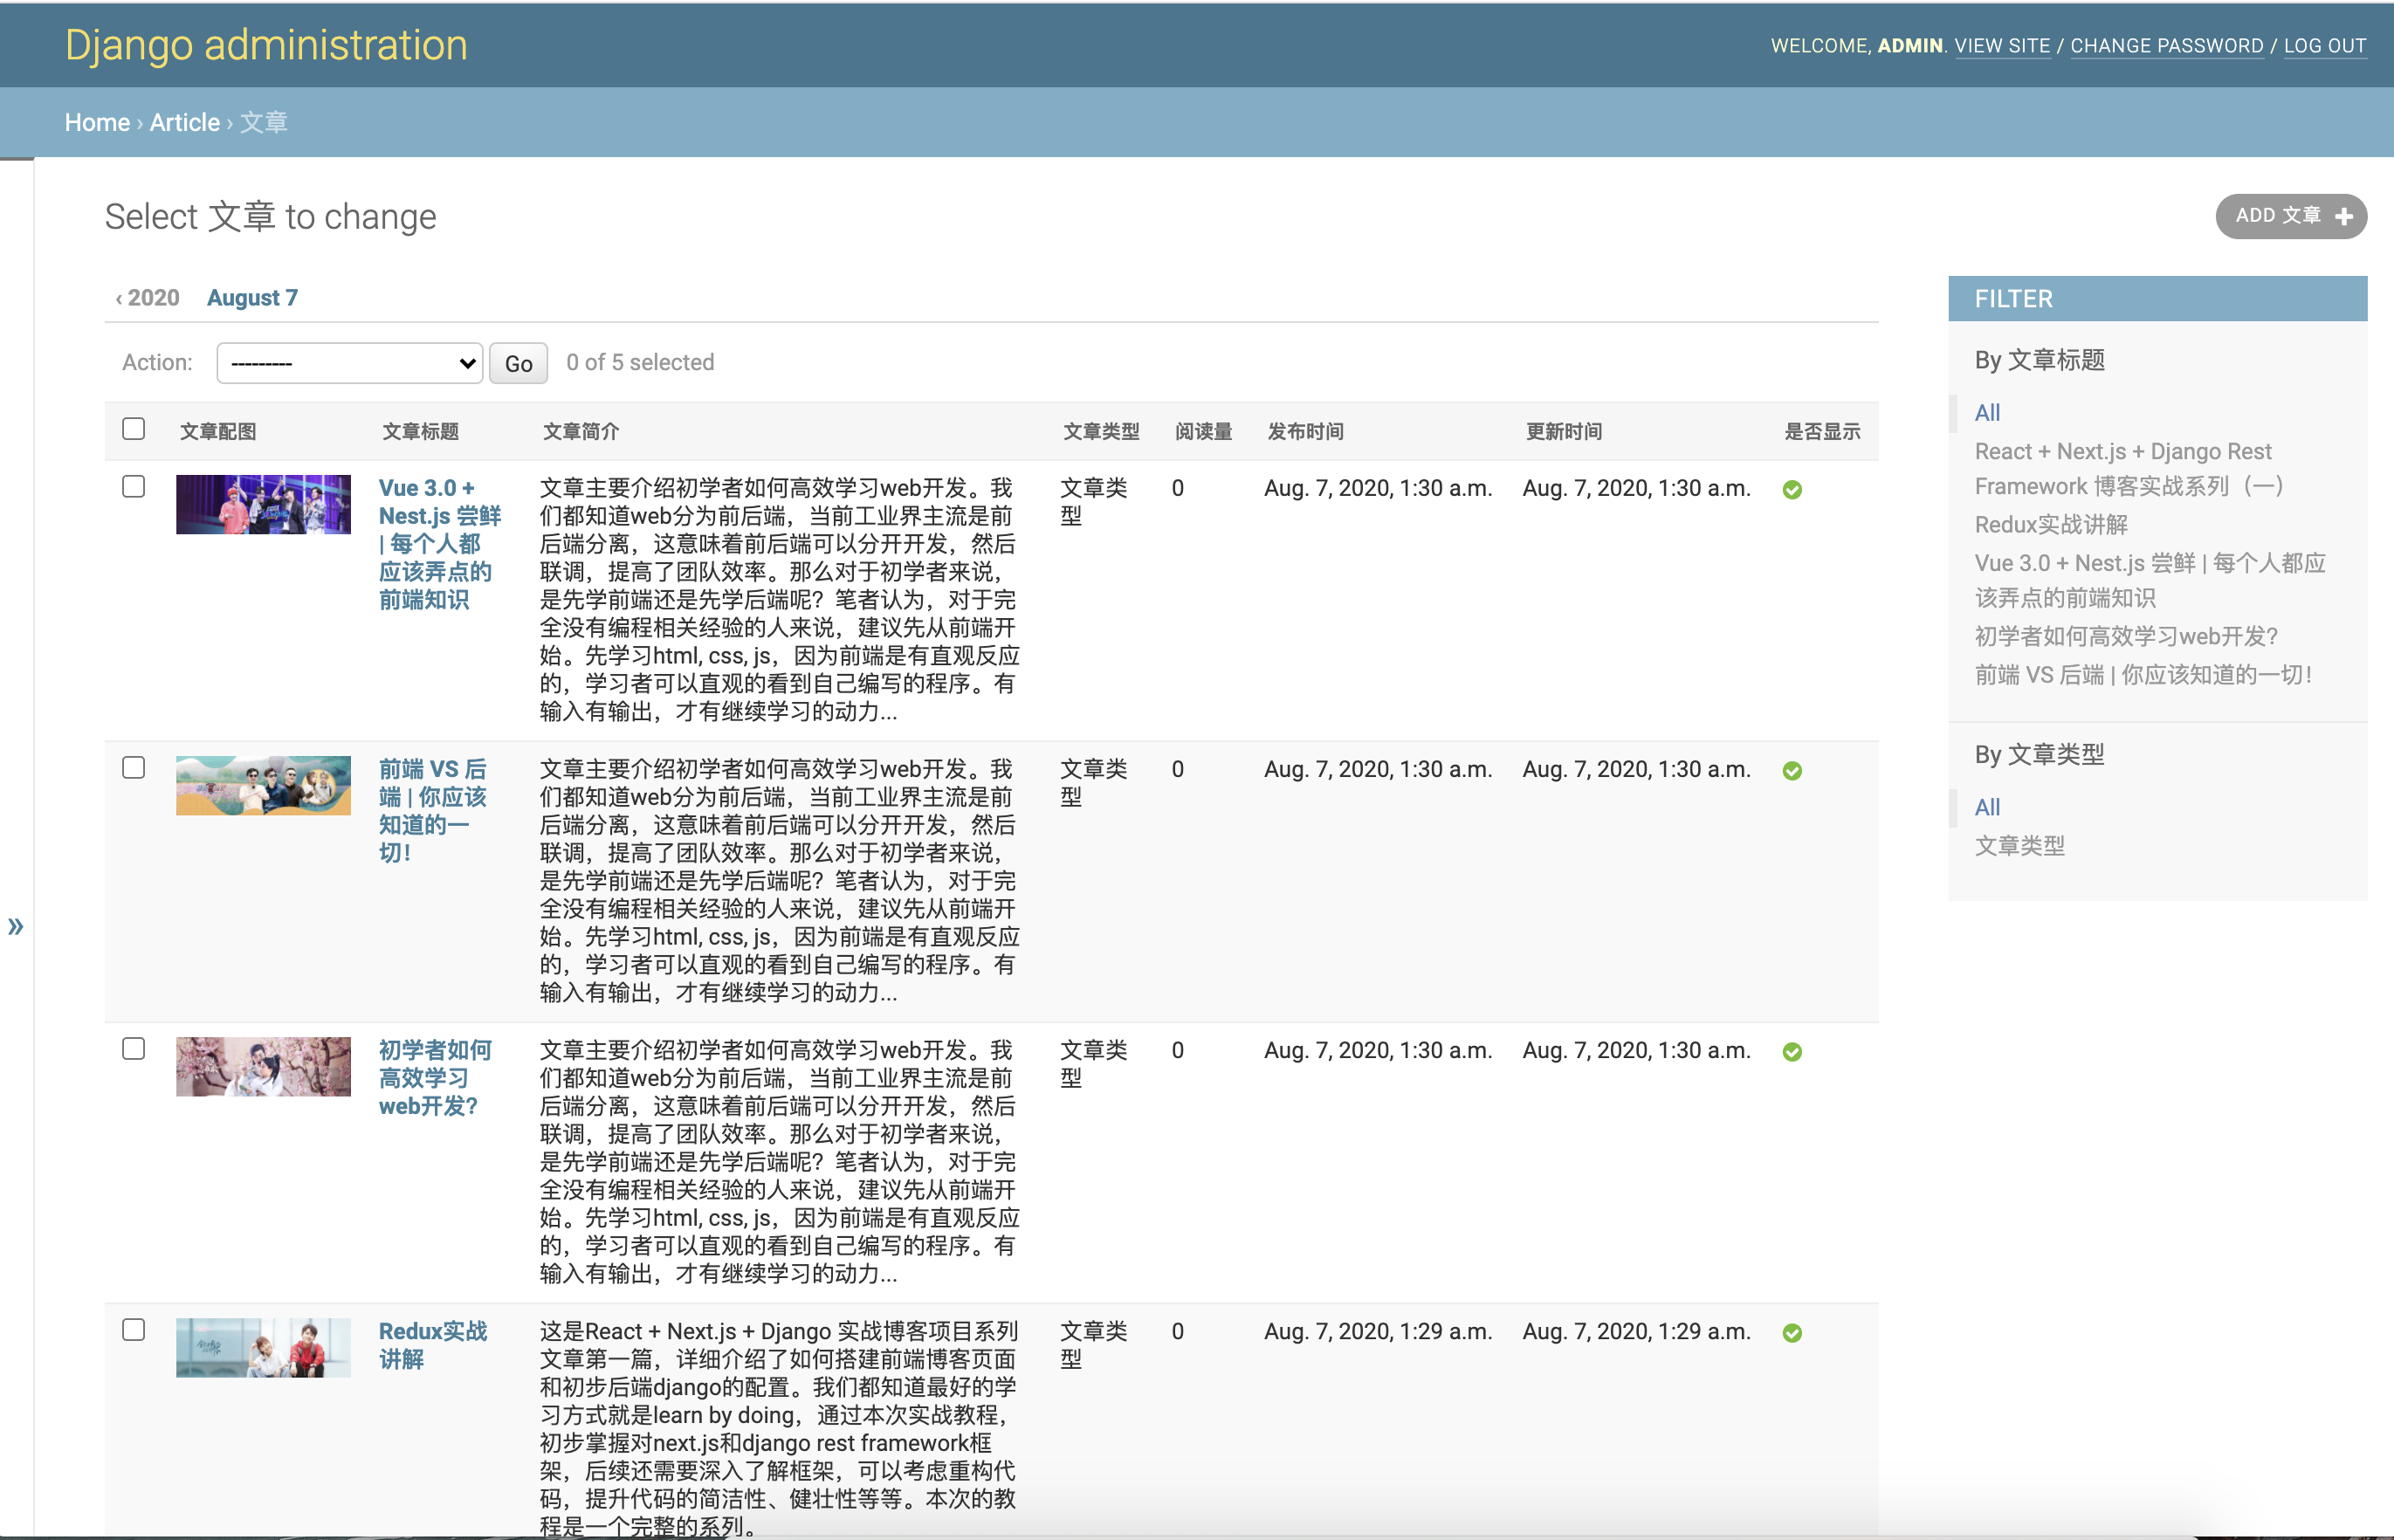 Django administration
WELCOME, ADMIN. VIEW SITE / CHANGE PASSWORD / LOG OUT
Home › Article › 文章
Select 文章 to change
ADD 文章
‹ 2020 August 7
Action: --------- Go 0 of 5 selected
文章配图 文章标题 文章简介 文章类型 阅读量 发布时间 更新时间 是否显示
Vue 3.0 +
Nest.js 尝鲜
| 每个人都
应该弄点的
前端知识
文章主要介绍初学者如何高效学习web开发。我
们都知道web分为前后端，当前工业界主流是前
后端分离，这意味着前后端可以分开开发，然后
联调，提高了团队效率。那么对于初学者来说，
是先学前端还是先学后端呢？笔者认为，对于完
全没有编程相关经验的人来说，建议先从前端开
始。先学习html, css, js，因为前端是有直观反应
的，学习者可以直观的看到自己编写的程序。有
输入有输出，才有继续学习的动力...
文章类
型
0
Aug. 7, 2020, 1:30 a.m.
Aug. 7, 2020, 1:30 a.m.
前端 VS 后
端 | 你应该
知道的一
切！
文章主要介绍初学者如何高效学习web开发。我
们都知道web分为前后端，当前工业界主流是前
后端分离，这意味着前后端可以分开开发，然后
联调，提高了团队效率。那么对于初学者来说，
是先学前端还是先学后端呢？笔者认为，对于完
全没有编程相关经验的人来说，建议先从前端开
始。先学习html, css, js，因为前端是有直观反应
的，学习者可以直观的看到自己编写的程序。有
输入有输出，才有继续学习的动力...
文章类
型
0
Aug. 7, 2020, 1:30 a.m.
Aug. 7, 2020, 1:30 a.m.
初学者如何
高效学习
web开发？
文章主要介绍初学者如何高效学习web开发。我
们都知道web分为前后端，当前工业界主流是前
后端分离，这意味着前后端可以分开开发，然后
联调，提高了团队效率。那么对于初学者来说，
是先学前端还是先学后端呢？笔者认为，对于完
全没有编程相关经验的人来说，建议先从前端开
始。先学习html, css, js，因为前端是有直观反应
的，学习者可以直观的看到自己编写的程序。有
输入有输出，才有继续学习的动力...
文章类
型
0
Aug. 7, 2020, 1:30 a.m.
Aug. 7, 2020, 1:30 a.m.
Redux实战
讲解
这是React + Next.js + Django 实战博客项目系列
文章第一篇，详细介绍了如何搭建前端博客页面
和初步后端django的配置。我们都知道最好的学
习方式就是learn by doing，通过本次实战教程，
初步掌握对next.js和django rest framework框
架，后续还需要深入了解框架，可以考虑重构代
码，提升代码的简洁性、健壮性等等。本次的教
程是一个完整的系列。
文章类
型
0
Aug. 7, 2020, 1:29 a.m.
Aug. 7, 2020, 1:29 a.m.
FILTER
By 文章标题
All
React + Next.js + Django Rest
Framework 博客实战系列（一）
Redux实战讲解
Vue 3.0 + Nest.js 尝鲜 | 每个人都应
该弄点的前端知识
初学者如何高效学习web开发？
前端 VS 后端 | 你应该知道的一切！
By 文章类型
All
文章类型
»